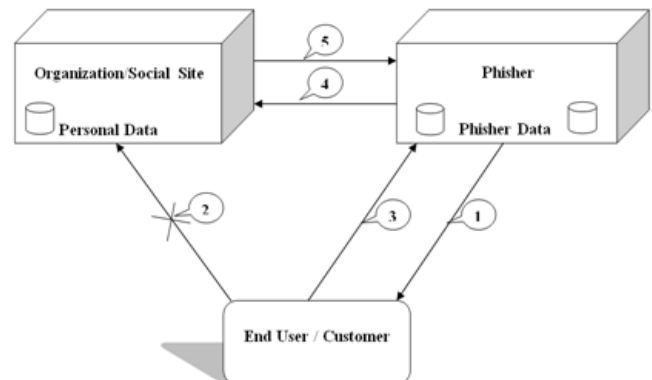 5
Organization/Social Site
Phisher
4
Personal Data
Phisher Data
2
3
1
End User / Customer